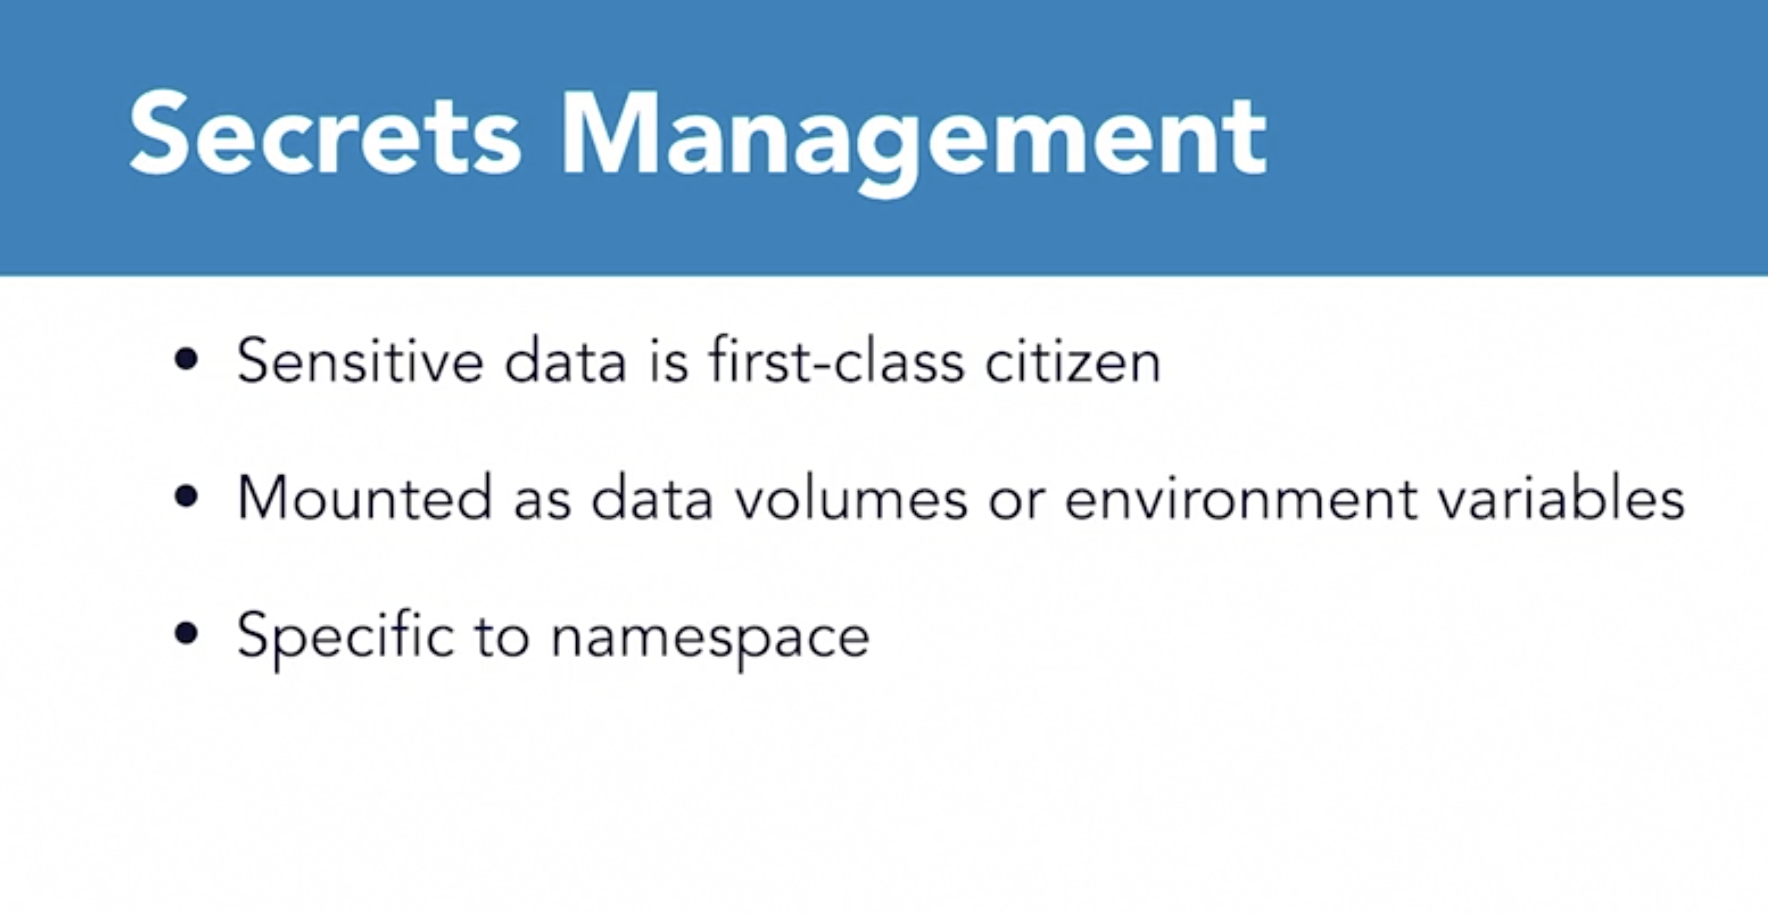 Secrets Management
• Sensitive data is first-class citizen
• Mounted as data volumes or environment variables
• Specific to namespace